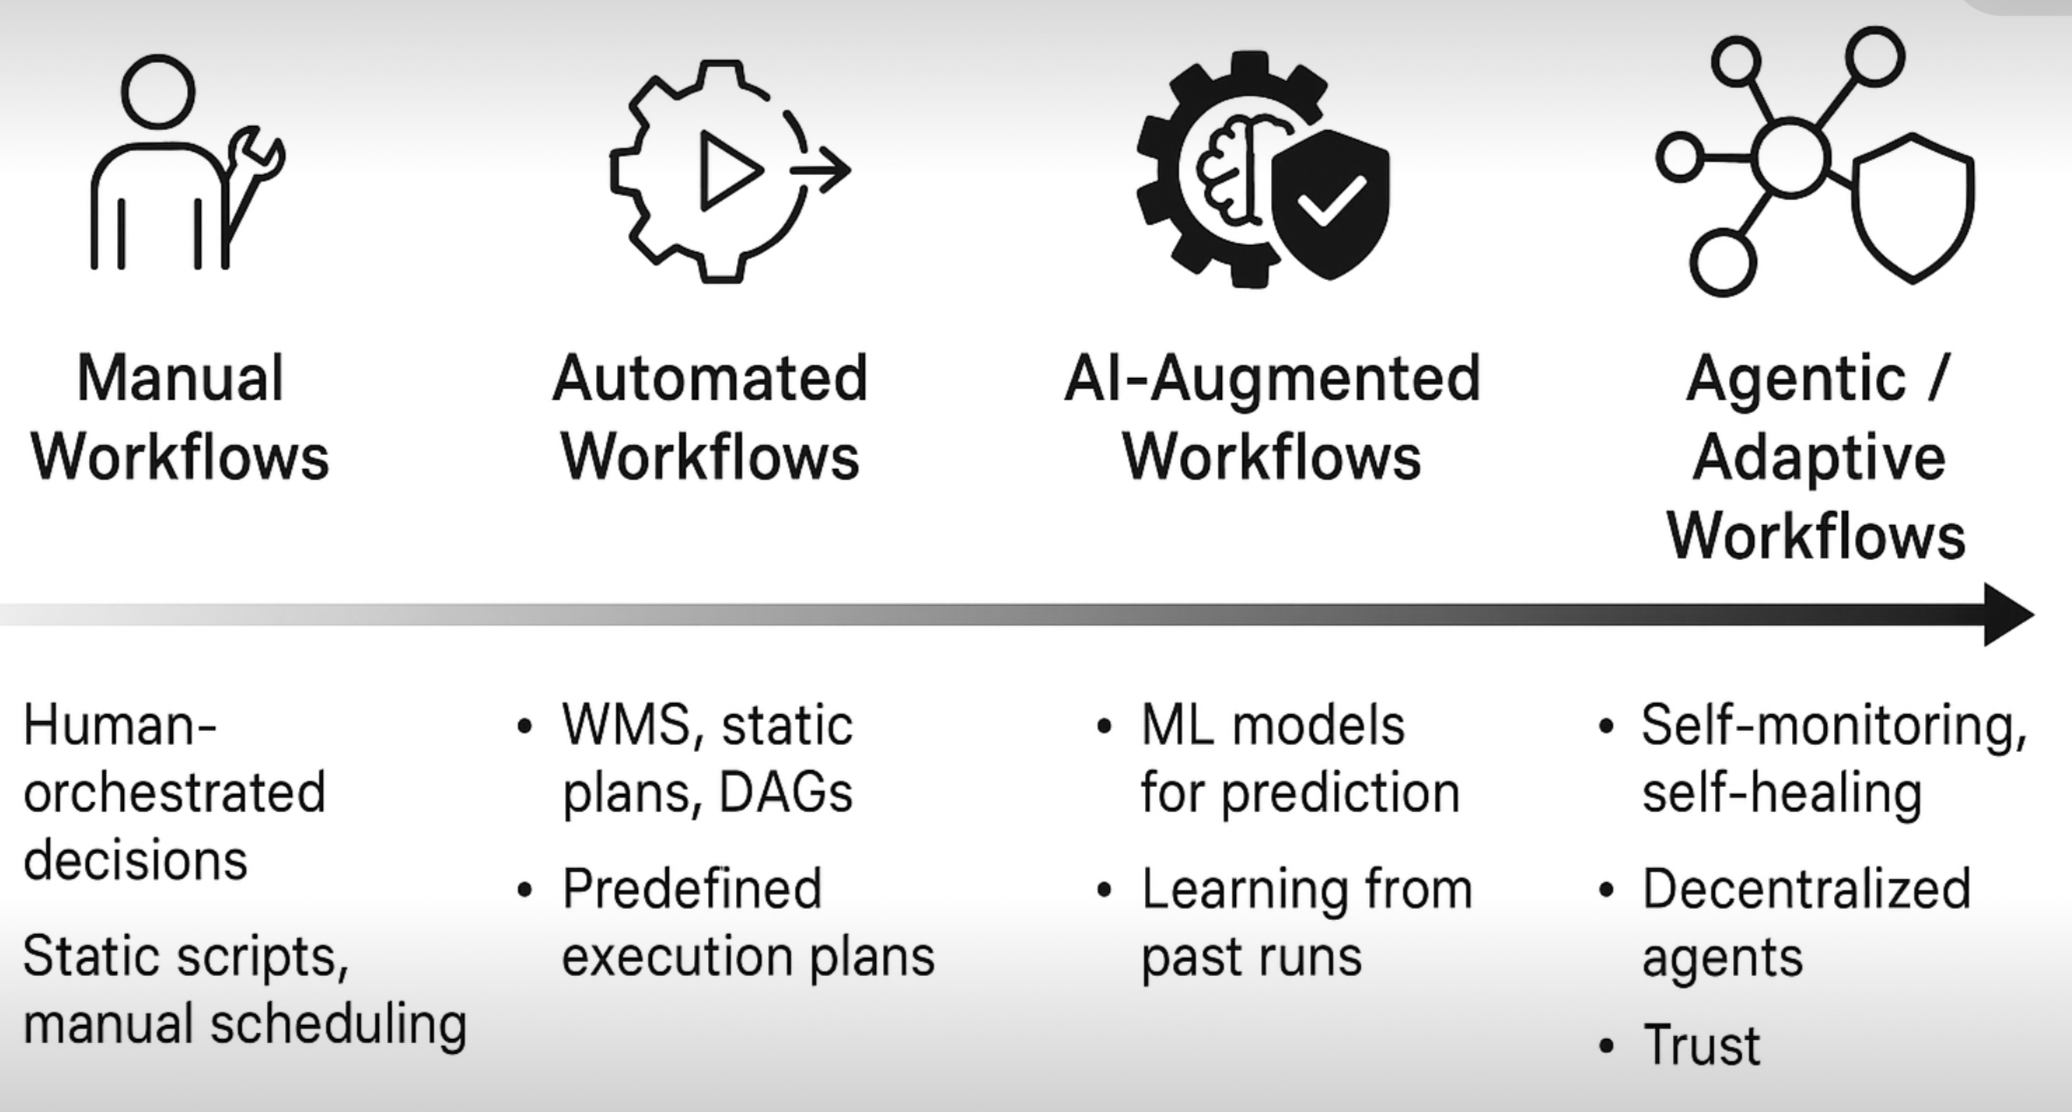 Manual
Workflows
Automated
Workflows
AI-Augmented
Workflows
Agentic /
Adaptive
Workflows
Human-
orchestrated
decisions
Static scripts,
manual scheduling
• WMS, static
plans, DAGs
• Predefined
execution plans
• ML models
for prediction
• Learning from
past runs
• Self-monitoring,
self-healing
• Decentralized
agents
• Trust